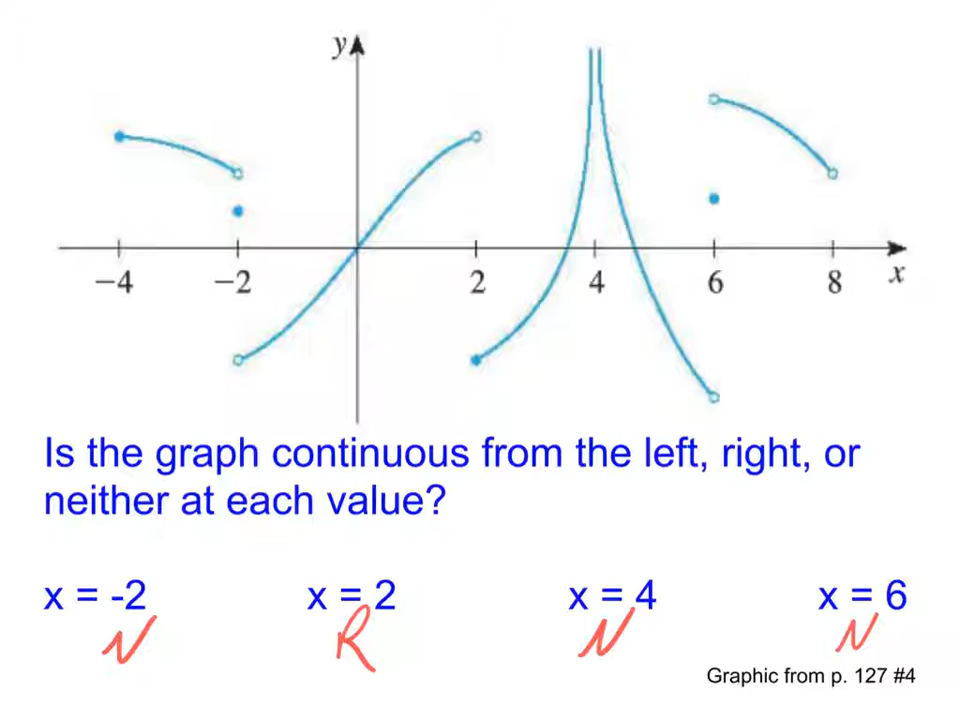 y
−4 −2 2 4 6 8 x
Is the graph continuous from the left, right, or
neither at each value?
x = -2 x = 2 x = 4 x = 6
N R N N
Graphic from p. 127 #4